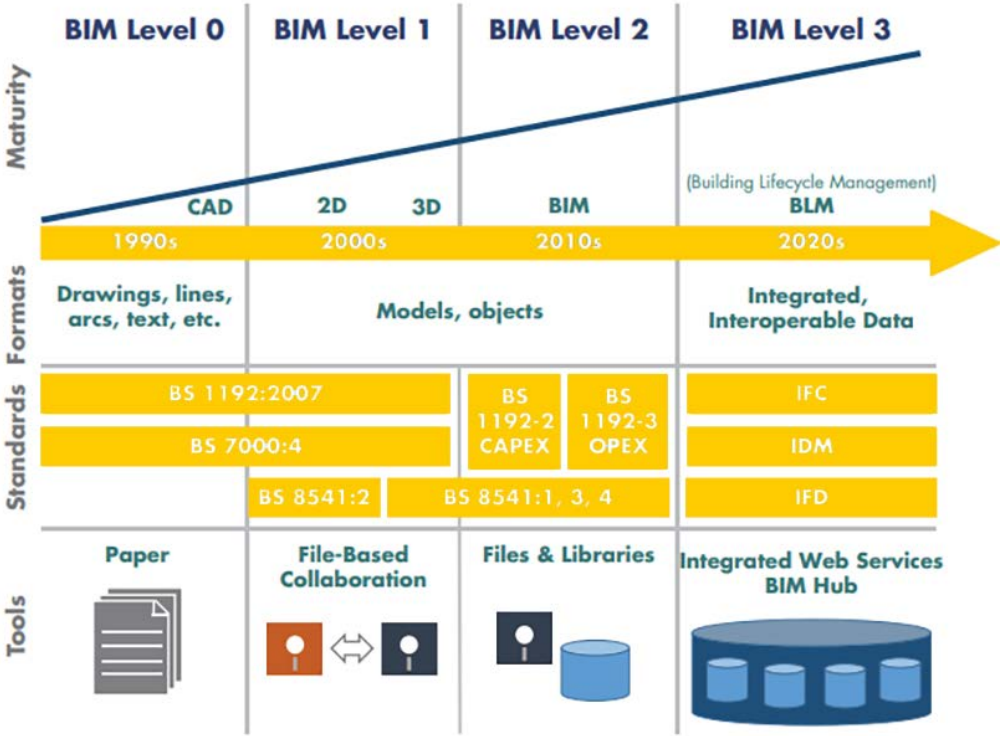 BIM Level 0
BIM Level 1
BIM Level 2
BIM Level 3
Maturity
(Building Lifecycle Management)
CAD
2D
3D
BIM
BLM
1990s
2000s
2010s
2020s
Formats
Drawings, lines,
arcs, text, etc.
Models, objects
Integrated,
Interoperable Data
Standards
BS 1192:2007
BS 7000:4
BS 8541:2
BS 8541:1, 3, 4
BS
1192-2
CAPEX
BS
1192-3
OPEX
IFC
IDM
IFD
Tools
Paper
File-Based
Collaboration
Files & Libraries
Integrated Web Services
BIM Hub